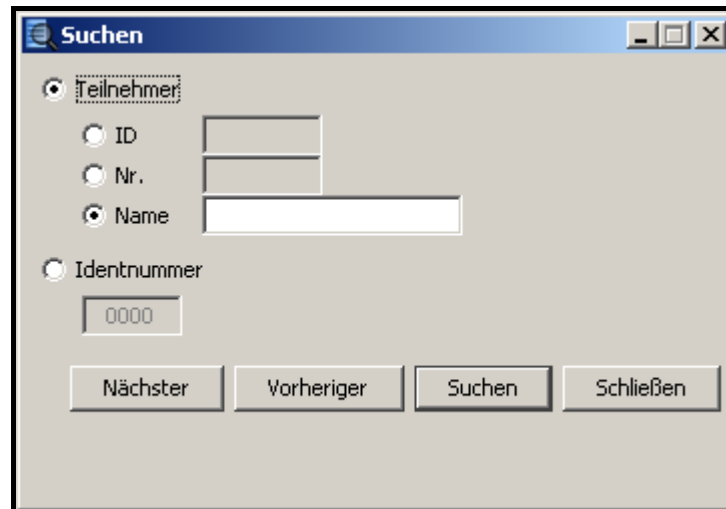 Suchen
Teilnehmer
ID
Nr.
Name
Identnummer
0000
Nächster Vorheriger Suchen Schließen